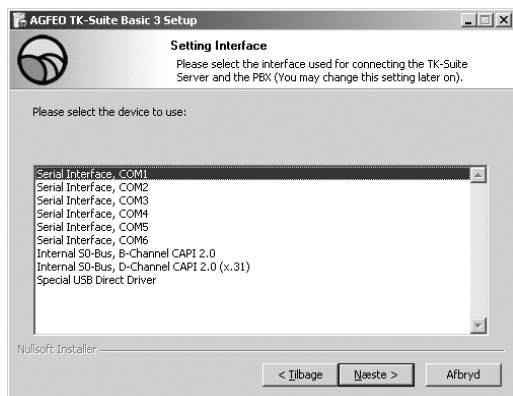 AGFEO TK-Suite Basic 3 Setup
Setting Interface
Please select the interface used for connecting the TK-Suite
Server and the PBX (You may change this setting later on).
Please select the device to use:
Serial Interface, COM1
Serial Interface, COM2
Serial Interface, COM3
Serial Interface, COM4
Serial Interface, COM5
Serial Interface, COM6
Internal S0-Bus, B-Channel CAPI 2.0
Internal S0-Bus, D-Channel CAPI 2.0 (x.31)
Special USB Direct Driver
Nullsoft Installer
< Tilbage Næste > Afbryd